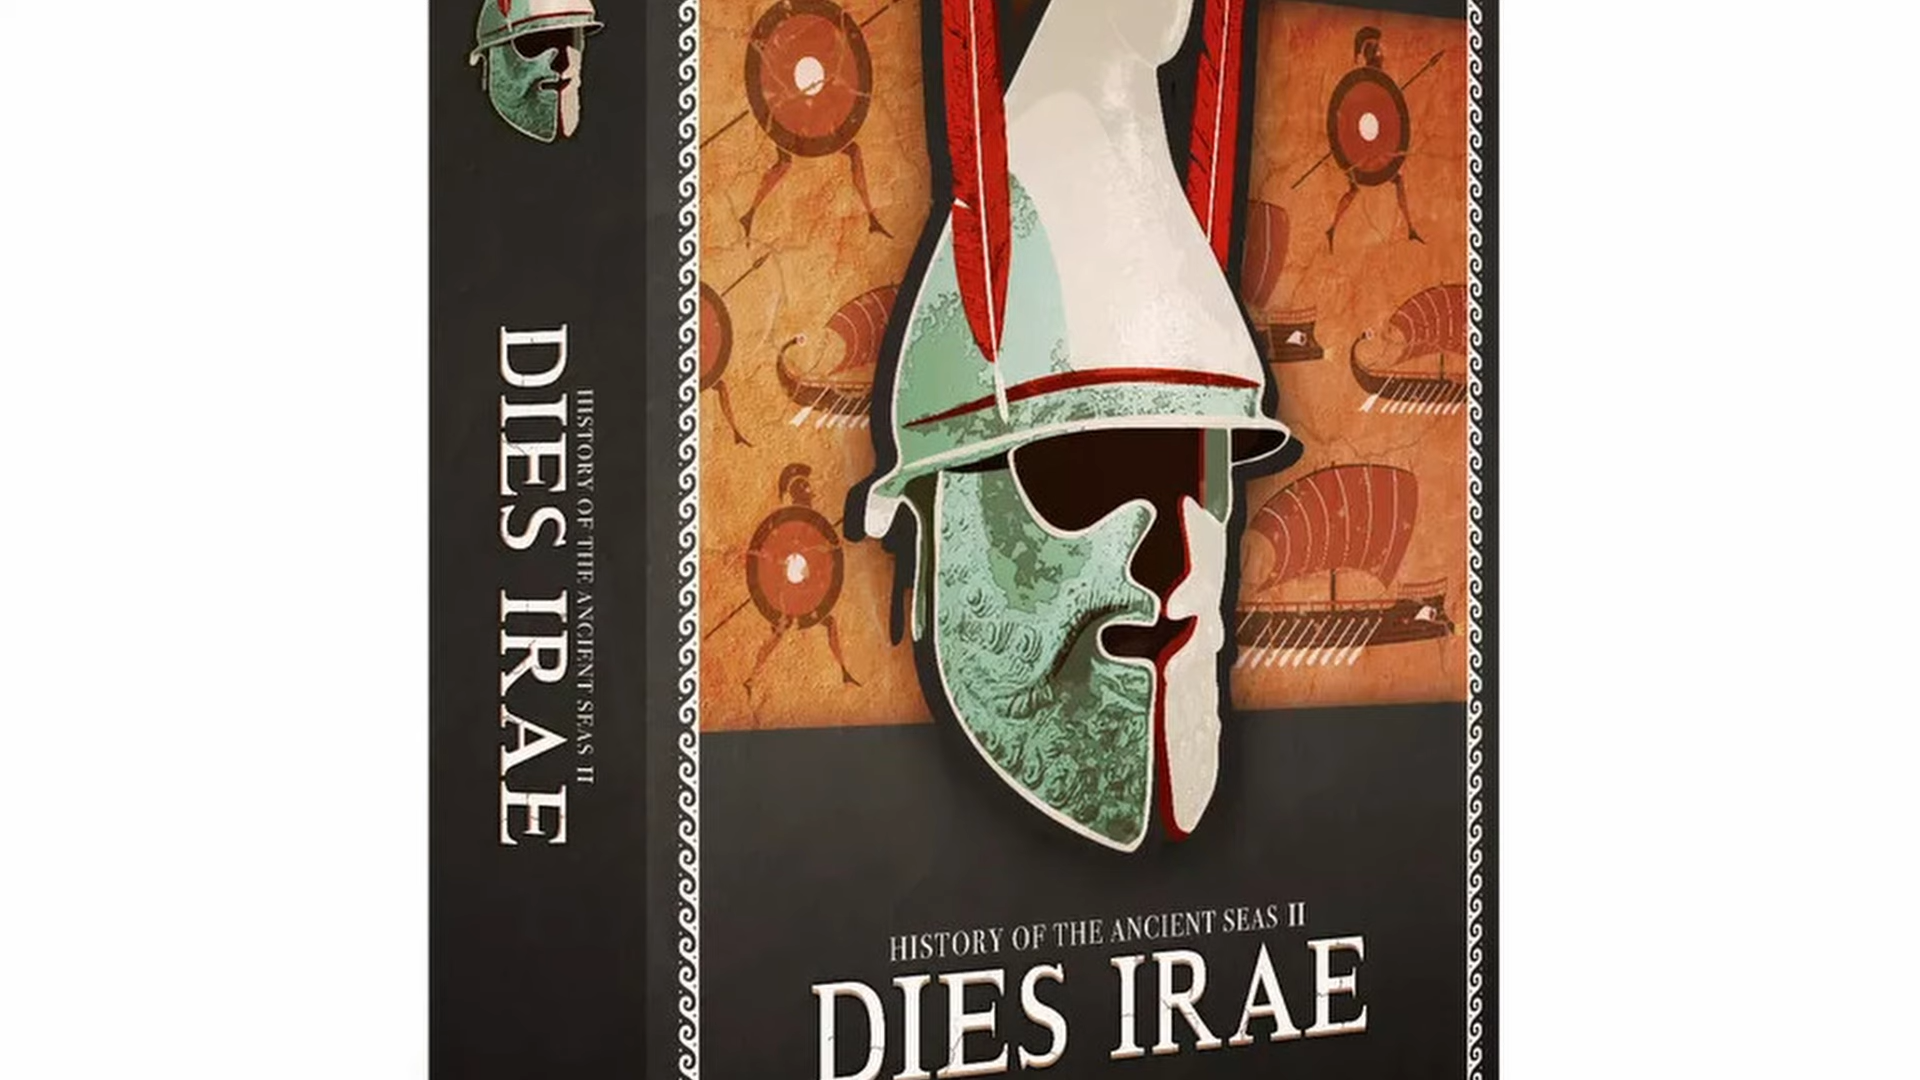 DIES IRAE
HISTORY OF THE ANCIENT SEAS II
HISTORY OF THE ANCIENT SEAS II
DIES IRAE